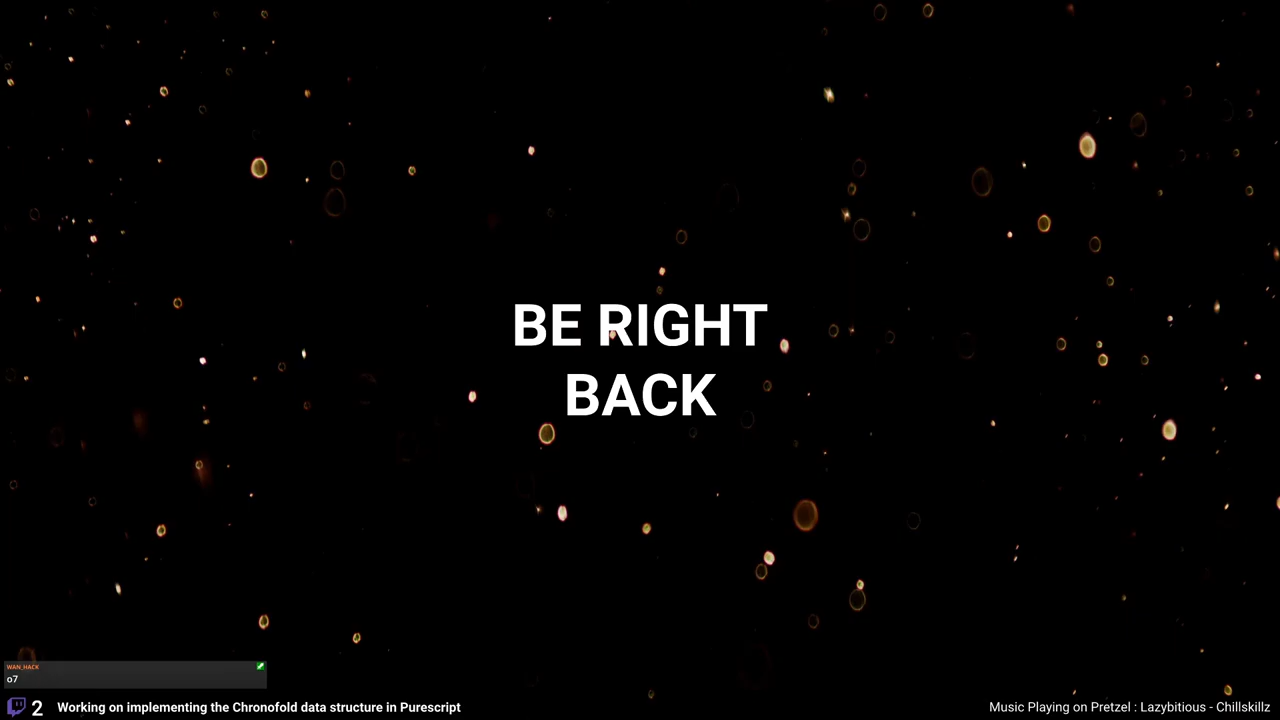 BE RIGHT
BACK
WAN_HACK
o7
2 Working on implementing the Chronofold data structure in Purescript
Music Playing on Pretzel : Lazybitious - Chillskillz